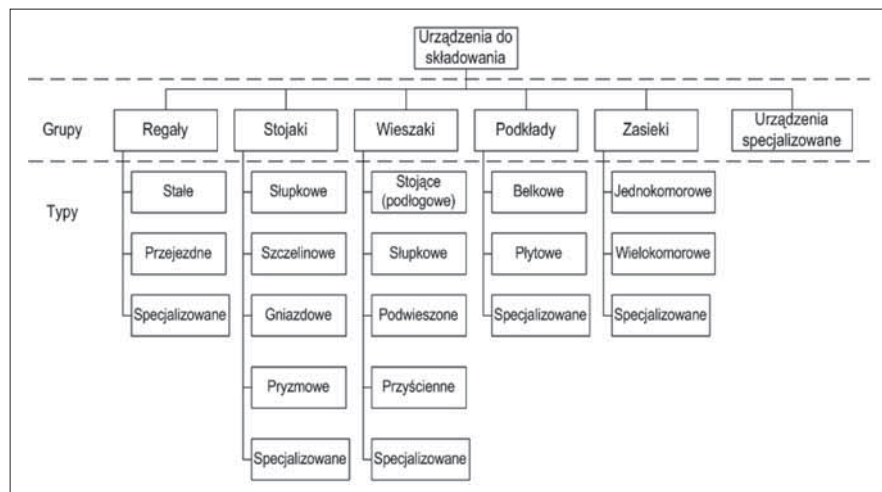 Urządzenia do
składowania
Grupy
Regały
Stojaki
Wieszaki
Podkłady
Zasieki
Urządzenia
specjalizowane
Typy
Stałe
Przejezdne
Specjalizowane
Słupkowe
Szczelinowe
Gniazdowe
Pryzmowe
Specjalizowane
Stojące
(podłogowe)
Słupkowe
Podwieszone
Przyścienne
Specjalizowane
Belkowe
Płytowe
Specjalizowane
Jednokomorowe
Wielokomorowe
Specjalizowane